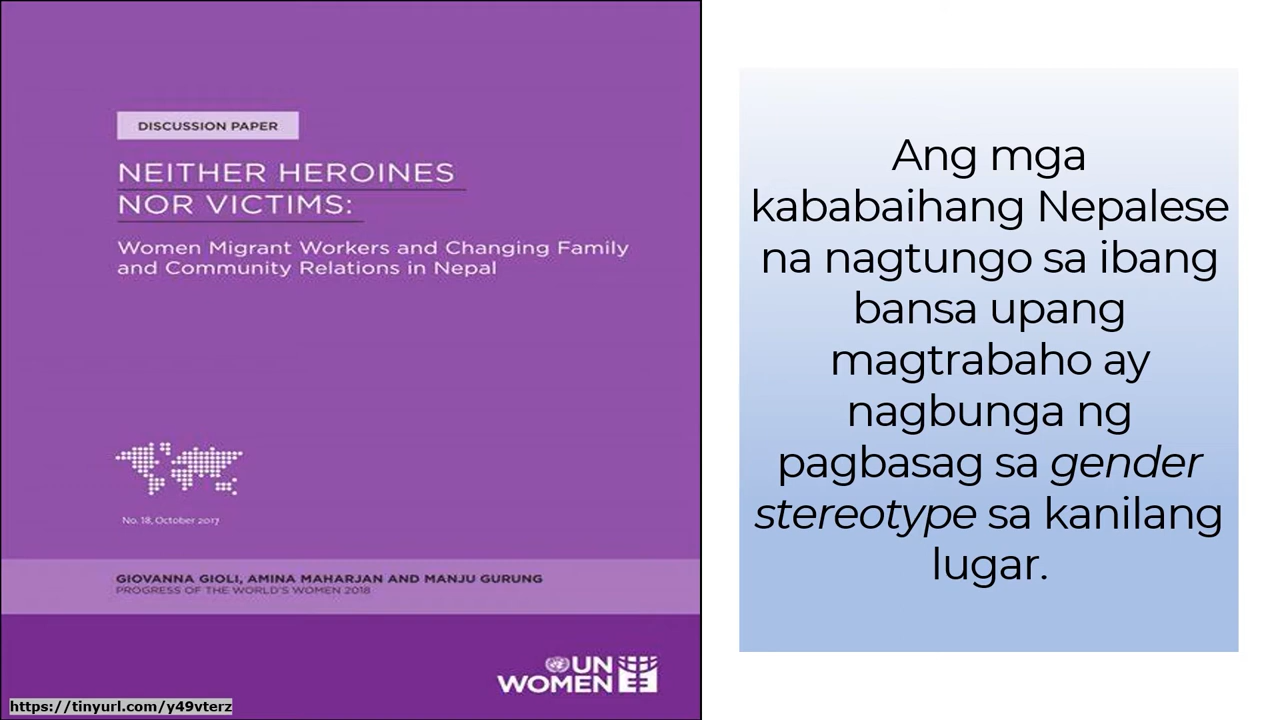 DISCUSSION PAPER
NEITHER HEROINES
NOR VICTIMS:
Women Migrant Workers and Changing Family
and Community Relations in Nepal
No. 18, October 2017
GIOVANNA GIOLI, AMINA MAHARJAN AND MANJU GURUNG
PROGRESS OF THE WORLD'S WOMEN 2018
UN
WOMEN
https://tinyurl.com/y49vterz
Ang mga
kababaihang Nepalese
na nagtungo sa ibang
bansa upang
magtrabaho ay
nagbunga ng
pagbasag sa gender
stereotype sa kanilang
lugar.